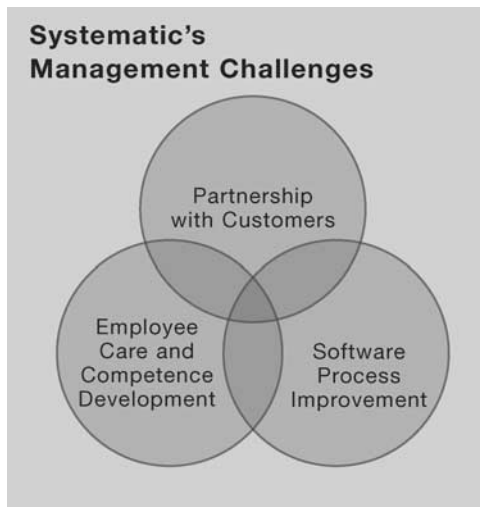 Systematic's
Management Challenges
Partnership
with Customers
Employee
Care and
Competence
Development
Software
Process
Improvement